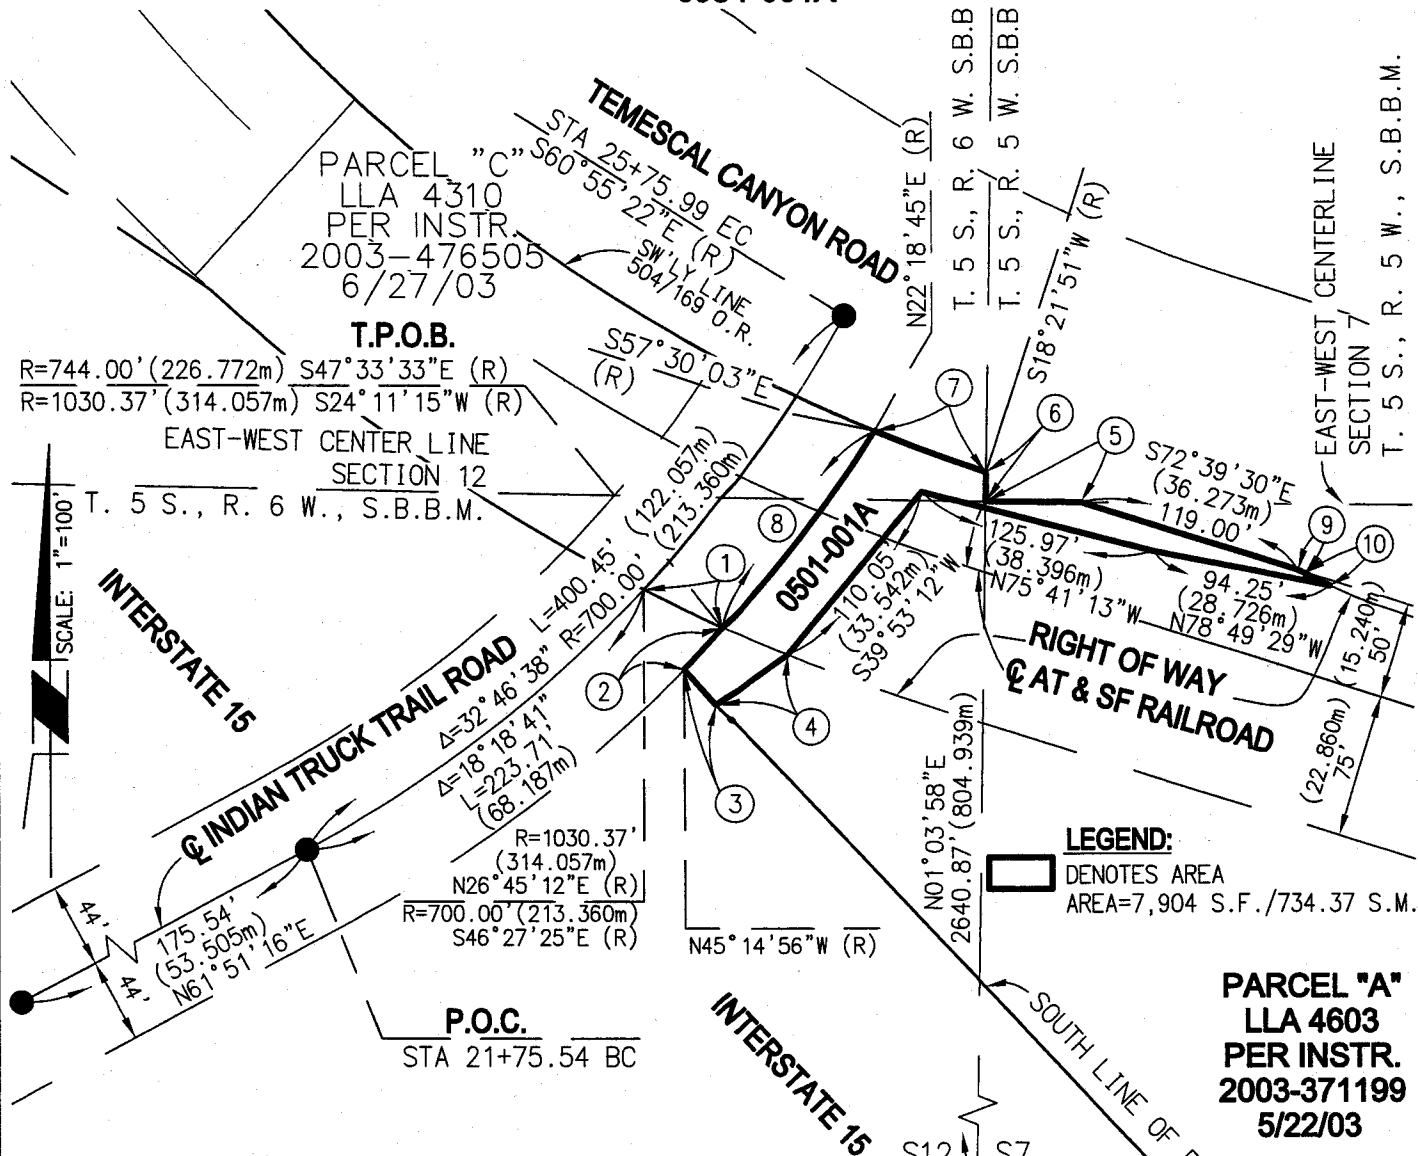 TEMESCAL CANYON ROAD
STA 25+75.99 EC
S60°55'22"E (R)
SW'LY LINE
504/169 O.R.
PARCEL "C"
LLA 4310
PER INSTR.
2003-476505
6/27/03
N22°18'45"E (R)
T. 5 S., R. 6 W. S.B.B
T. 5 S., R. 5 W. S.B.B
S18°21'51"W (R)
EAST-WEST CENTERLINE
SECTION 7
T. 5 S., R. 5 W., S.B.B.M.
T.P.O.B.
R=744.00'(226.772m) S47°33'33"E (R)
R=1030.37'(314.057m) S24°11'15"W (R)
S57°30'03"E
(R)
EAST-WEST CENTER LINE
SECTION 12
T. 5 S., R. 6 W., S.B.B.M.
SCALE: 1"=100'
7
6
5
8
1
9
10
2
4
3
S72°39'30"E
(36.273m)
119.00'
125.97'
(38.396m)
N75°41'13"W
94.25'
(28.726m)
N78°49'29"W
0501-001A
110.05'
(33.542m)
S39°53'12"W
L=400.45' (122.057m)
R=700.00' (213.360m)
Δ=32°46'38"
Δ=18°18'41"
L=223.71'
(68.187m)
INTERSTATE 15
℄ INDIAN TRUCK TRAIL ROAD
RIGHT OF WAY
℄ AT & SF RAILROAD
(15.240m)
50'
(22.860m)
75'
N01°03'58"E
2640.87'(804.939m)
R=1030.37'
(314.057m)
N26°45'12"E (R)
R=700.00'(213.360m)
S46°27'25"E (R)
N45°14'56"W (R)
LEGEND:
DENOTES AREA
AREA=7,904 S.F./734.37 S.M.
44'
44'
175.54'
(53.505m)
N61°51'16"E
P.O.C.
STA 21+75.54 BC
INTERSTATE 15
SOUTH LINE OF
PARCEL "A"
LLA 4603
PER INSTR.
2003-371199
5/22/03
S12
S7